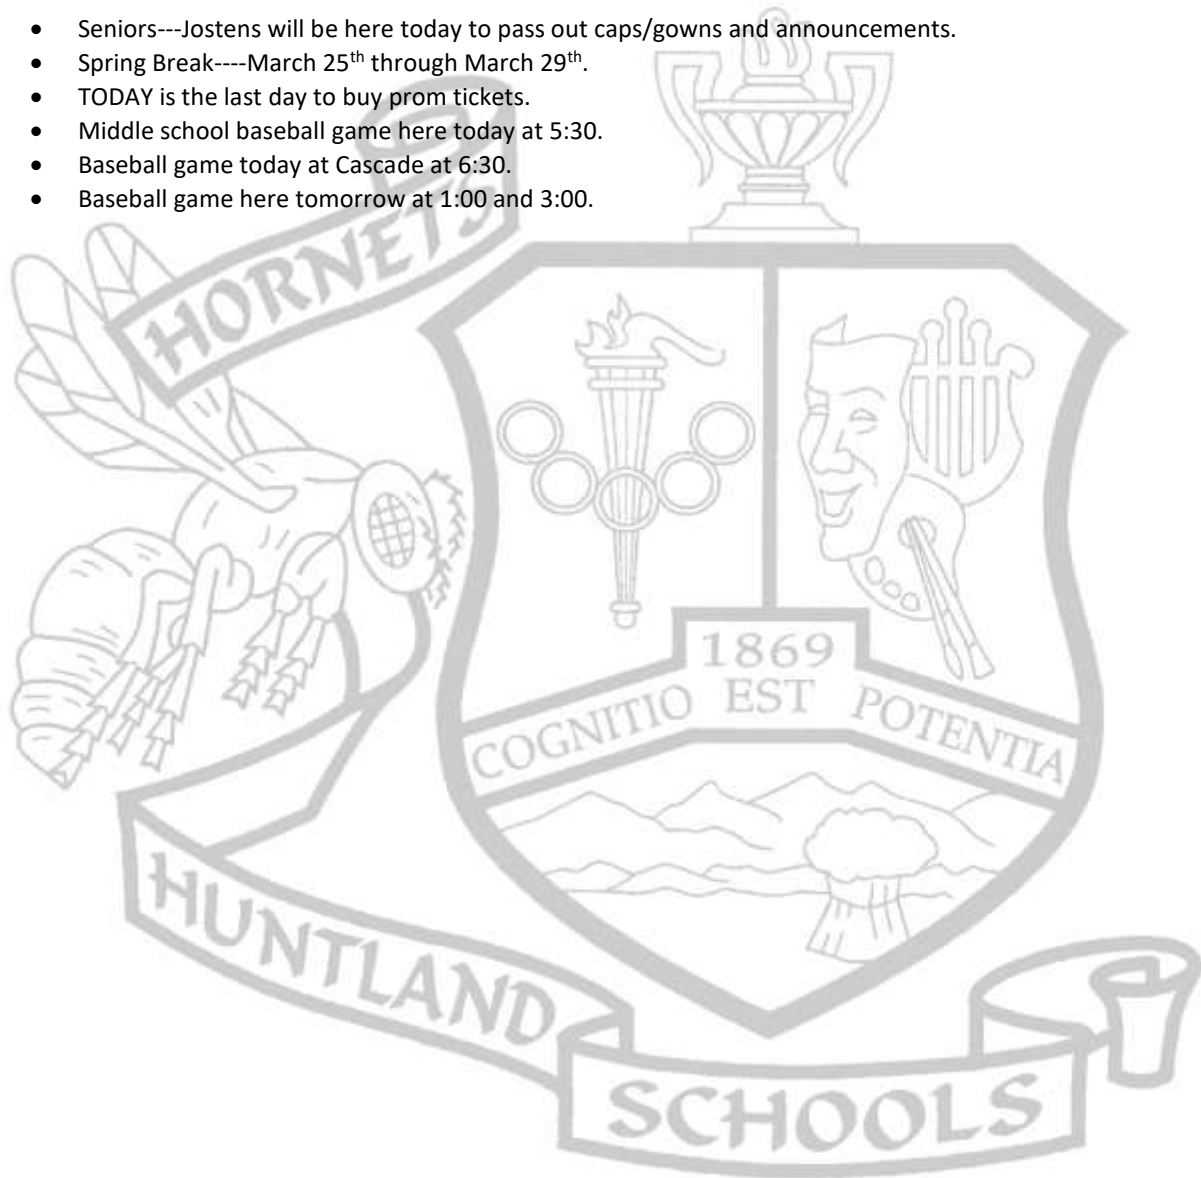 • Seniors---Jostens will be here today to pass out caps/gowns and announcements.
• Spring Break----March 25th through March 29th.
• TODAY is the last day to buy prom tickets.
• Middle school baseball game here today at 5:30.
• Baseball game today at Cascade at 6:30.
• Baseball game here tomorrow at 1:00 and 3:00.
HORNETS
1869
COGNITIO EST POTENTIA
HUNTLAND
SCHOOLS